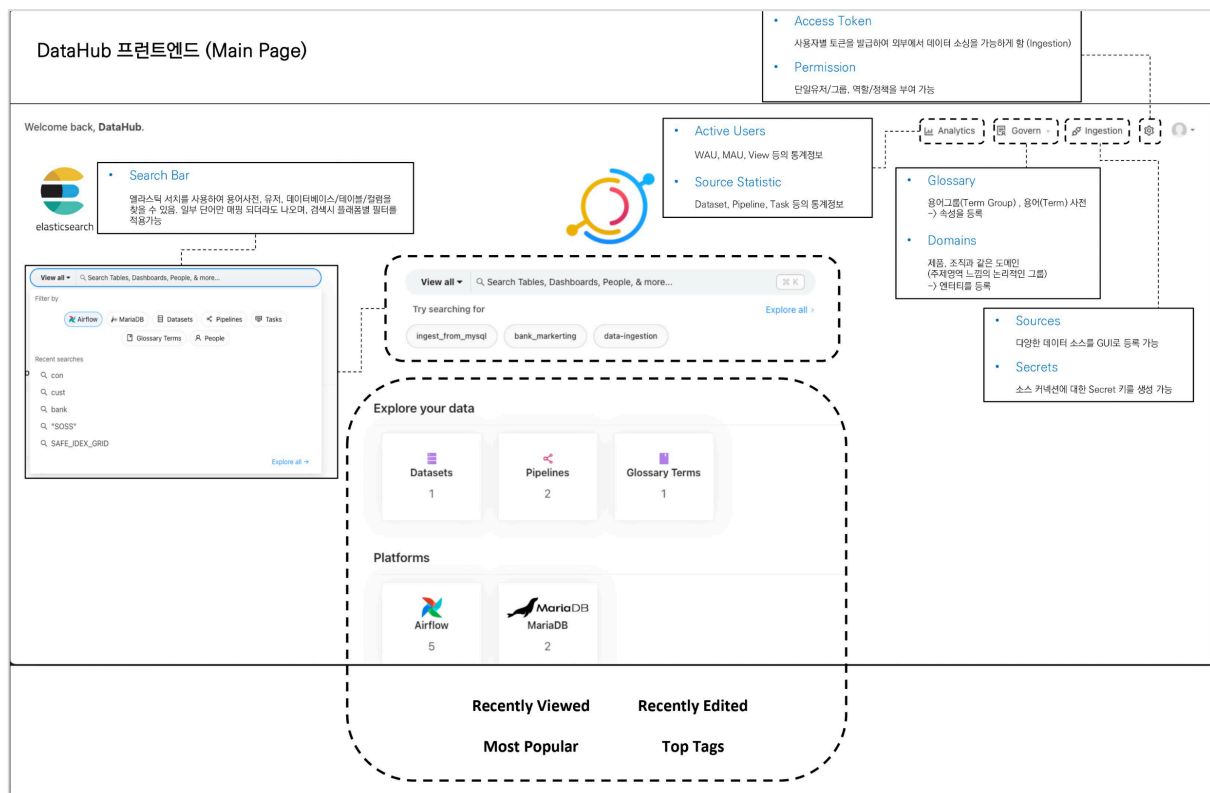 DataHub 프런트엔드 (Main Page)
• Access Token
사용자별 토큰을 발급하여 외부에서 데이터 소싱을 가능하게 함 (Ingestion)
• Permission
단일유저/그룹, 역할/정책을 부여 가능
Welcome back, DataHub.
Analytics
Govern
Ingestion
elasticsearch
• Search Bar
엘라스틱 서치를 사용하여 용어사전, 유저, 데이터베이스/테이블/컬럼을
찾을 수 있음. 일부 단어만 매핑 되더라도 나오며, 검색시 플래폼별 필터를
적용가능
• Active Users
WAU, MAU, View 등의 통계정보
• Source Statistic
Dataset, Pipeline, Task 등의 통계정보
• Glossary
용어그룹(Term Group) , 용어(Term) 사전
-> 속성을 등록
• Domains
제품, 조직과 같은 도메인
(주제영역 느낌의 논리적인 그룹)
-> 엔터티를 등록
• Sources
다양한 데이터 소스를 GUI로 등록 가능
• Secrets
소스 커넥션에 대한 Secret 키를 생성 가능
View all Search Tables, Dashboards, People, & more...
Filter by
Airflow MariaDB Datasets Pipelines Tasks
Glossary Terms People
Recent searches
con
cust
bank
"SOSS"
SAFE_IDEX_GRID
Explore all →
View all Search Tables, Dashboards, People, & more... ⌘ K
Try searching for Explore all >
ingest_from_mysql bank_markerting data-ingestion
Explore your data
Datasets Pipelines Glossary Terms
1 2 1
Platforms
MariaDB
Airflow MariaDB
5 2
Recently Viewed Recently Edited
Most Popular Top Tags